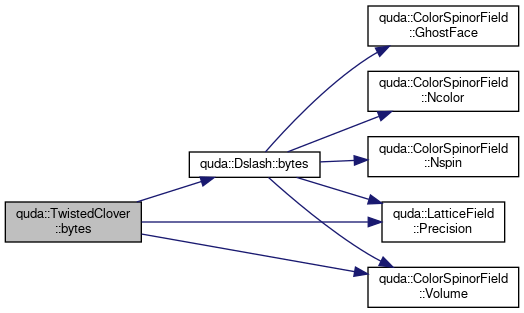 quda::ColorSpinorField
::GhostFace
quda::ColorSpinorField
::Ncolor
quda::Dslash::bytes
quda::ColorSpinorField
::Nspin
quda::TwistedClover
::bytes
quda::LatticeField
::Precision
quda::ColorSpinorField
::Volume